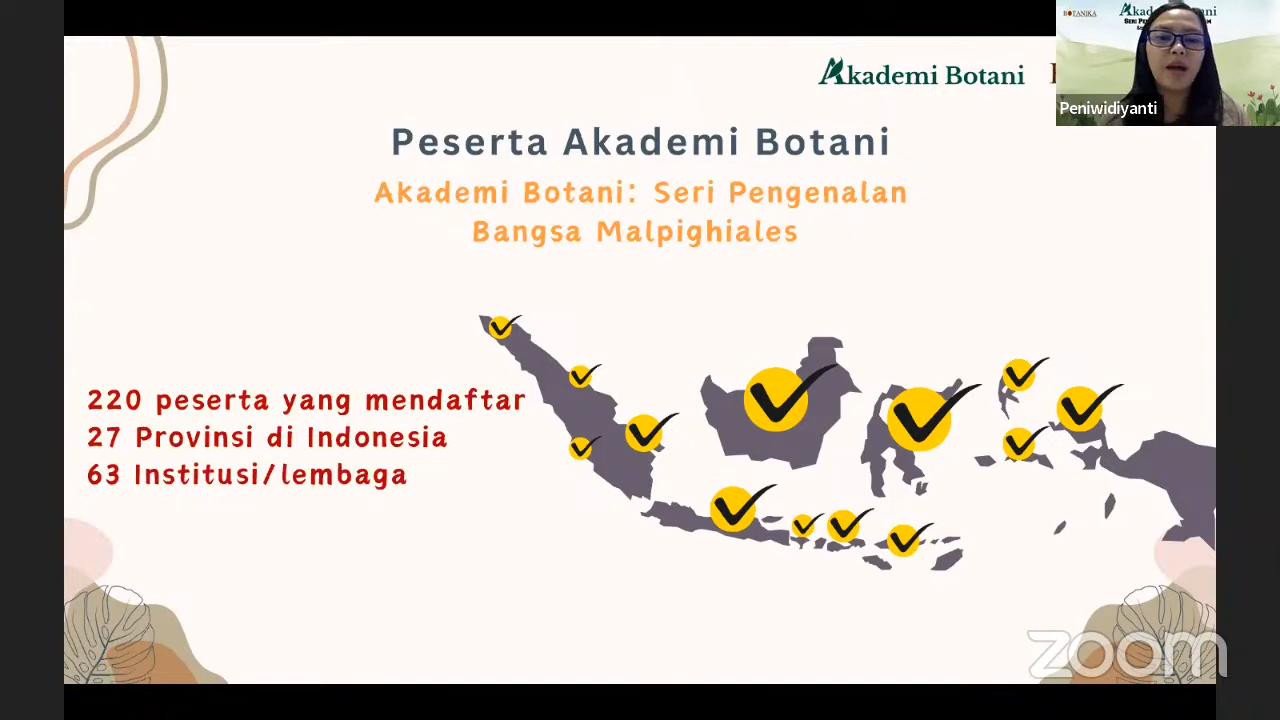 Akademi Botani
Peserta Akademi Botani
Akademi Botani: Seri Pengenalan
Bangsa Malpighiales
220 peserta yang mendaftar
27 Provinsi di Indonesia
63 Institusi/lembaga
BOTANIKA
Peniwidiyanti
zoom